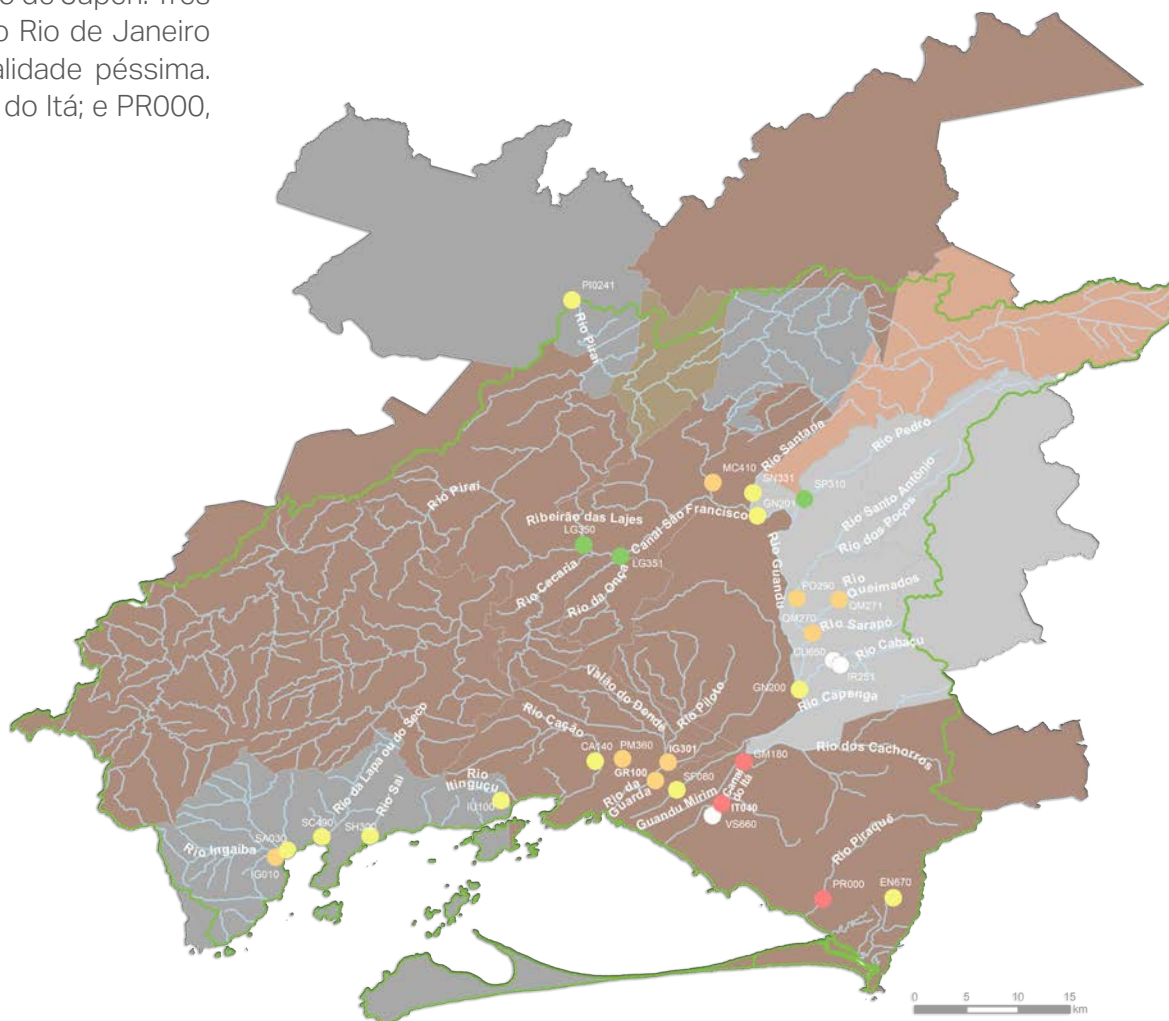 o de Japeri. Três
o Rio de Janeiro
alidade péssima.
do Itá; e PR000,
PI0241
Rio Piraí
Rio Santana
Rio Pedro
MC410
SN331
SP310
GN201
Rio Piraí
Rio Santo Antônio
Rio dos Poços
Ribeirão das Lajes
LG350
Canal São Francisco
LG351
Rio Cacaria
Rio da Onça
Rio Guandu
PO290
Rio Queimados
QM271
QM270
Rio Sarapó
CU650
Rio Cabaçu
IR251
GN200
Rio Capenga
Valão do Dendê
Rio Piloto
Rio Cação
CA140
PM360
IG301
GM180
Rio dos Cachorros
GR100
Rio da Guarda
SF080
Canal do Itá
Guandu Mirim
IT040
VS660
Rio da Lapa ou do Seco
Rio Itinguçu
IU100
Rio Saí
SC490
SH300
SA030
Rio Ingaíba
IG010
Rio Piraquê
PR000
EN670
0 5 10 15
km